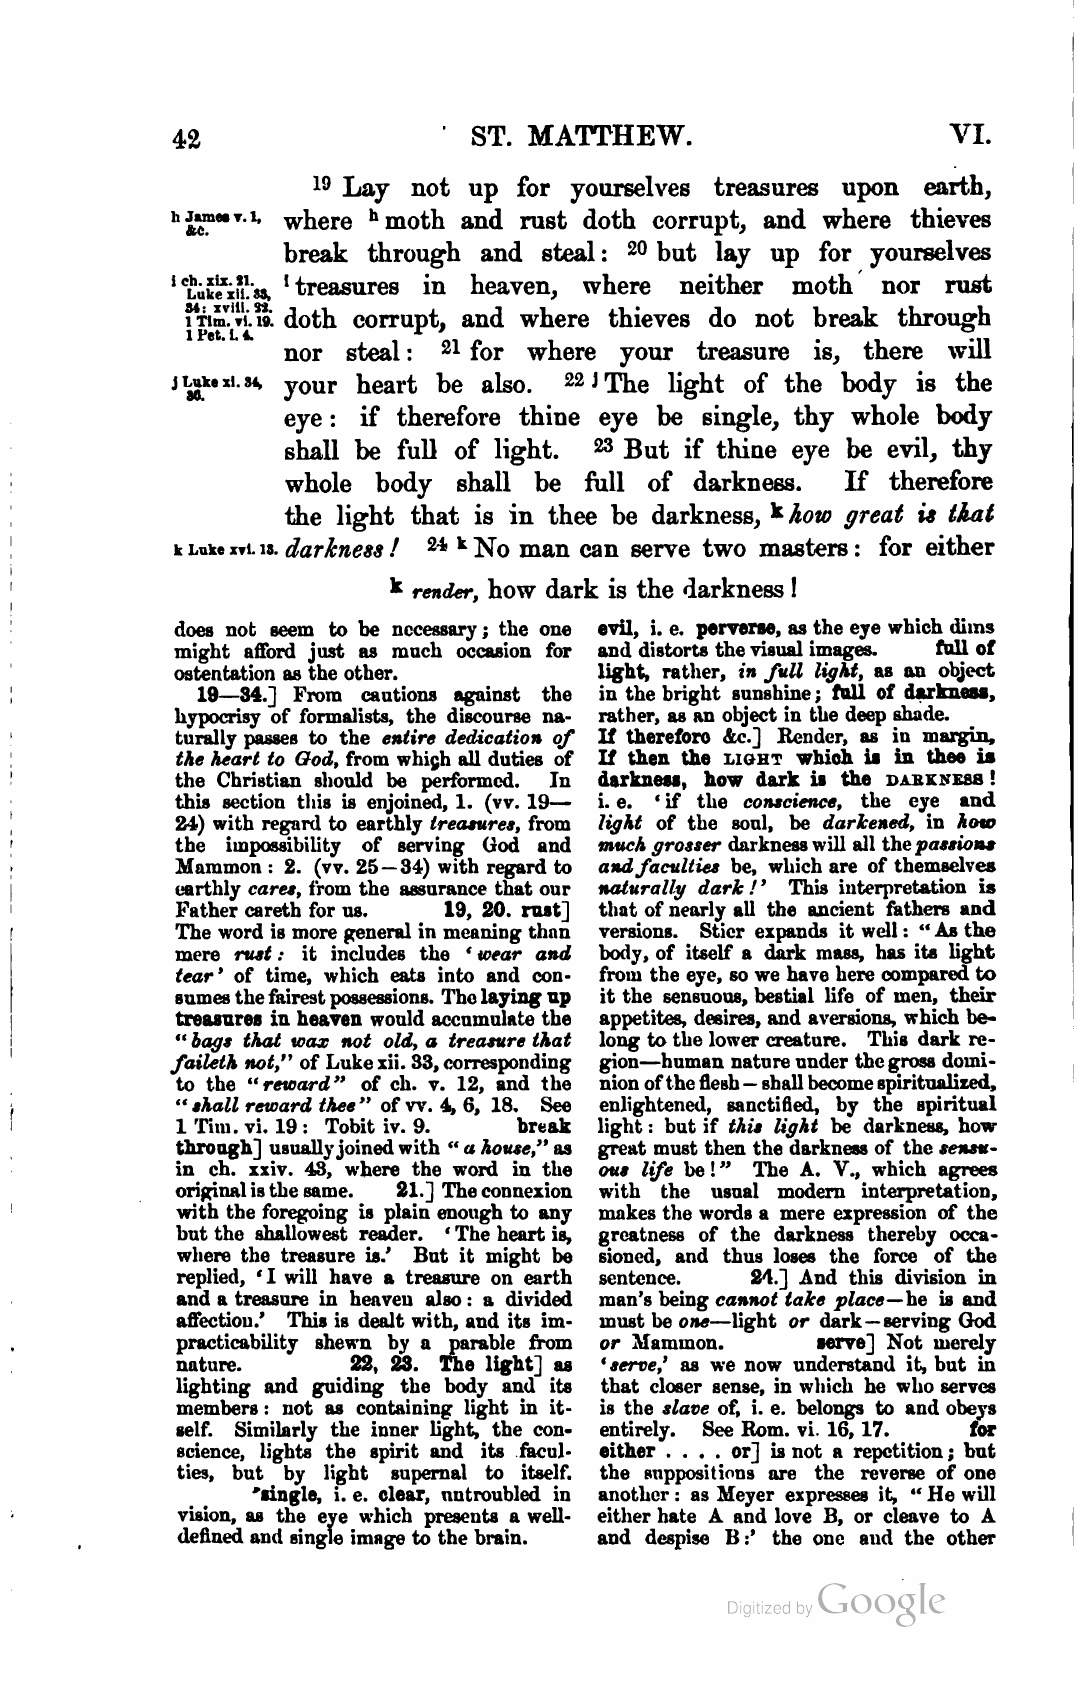 42 ST. MATTHEW. VI.
19 Lay not up for yourselves treasures upon earth,
h James v. 1, &c.
where h moth and rust doth corrupt, and where thieves
break through and steal: 20 but lay up for yourselves
i ch. xix. 21. Luke xii. 33, 34: xviii. 22. 1 Tim. vi. 19. 1 Pet. i. 4.
i treasures in heaven, where neither moth nor rust
doth corrupt, and where thieves do not break through
nor steal: 21 for where your treasure is, there will
j Luke xi. 34, 36.
your heart be also. 22 j The light of the body is the
eye: if therefore thine eye be single, thy whole body
shall be full of light. 23 But if thine eye be evil, thy
whole body shall be full of darkness. If therefore
the light that is in thee be darkness, k how great is that
k Luke xvi. 13.
darkness! 24 k No man can serve two masters: for either
k render, how dark is the darkness!
does not seem to be necessary; the one
might afford just as much occasion for
ostentation as the other.
19—34.] From cautions against the
hypocrisy of formalists, the discourse na-
turally passes to the entire dedication of
the heart to God, from which all duties of
the Christian should be performed. In
this section this is enjoined, 1. (vv. 19—
24) with regard to earthly treasures, from
the impossibility of serving God and
Mammon: 2. (vv. 25—34) with regard to
earthly cares, from the assurance that our
Father careth for us. 19, 20. rust]
The word is more general in meaning than
mere rust: it includes the 'wear and
tear' of time, which eats into and con-
sumes the fairest possessions. The laying up
treasures in heaven would accumulate the
"bags that wax not old, a treasure that
faileth not," of Luke xii. 33, corresponding
to the "reward" of ch. v. 12, and the
"shall reward thee" of vv. 4, 6, 18. See
1 Tim. vi. 19: Tobit iv. 9. break
through] usually joined with "a house," as
in ch. xxiv. 43, where the word in the
original is the same. 21.] The connexion
with the foregoing is plain enough to any
but the shallowest reader. 'The heart is,
where the treasure is.' But it might be
replied, 'I will have a treasure on earth
and a treasure in heaven also: a divided
affection.' This is dealt with, and its im-
practicability shewn by a parable from
nature. 22, 23. The light] as
lighting and guiding the body and its
members: not as containing light in it-
self. Similarly the inner light, the con-
science, lights the spirit and its facul-
ties, but by light supernal to itself.
single, i. e. clear, untroubled in
vision, as the eye which presents a well-
defined and single image to the brain.
evil, i. e. perverse, as the eye which dims
and distorts the visual images. full of
light, rather, in full light, as an object
in the bright sunshine; full of darkness,
rather, as an object in the deep shade.
If therefore &c.] Render, as in margin,
If then the LIGHT which is in thee is
darkness, how dark is the DARKNESS!
i. e. 'if the conscience, the eye and
light of the soul, be darkened, in how
much grosser darkness will all the passions
and faculties be, which are of themselves
naturally dark!' This interpretation is
that of nearly all the ancient fathers and
versions. Stier expands it well: "As the
body, of itself a dark mass, has its light
from the eye, so we have here compared to
it the sensuous, bestial life of men, their
appetites, desires, and aversions, which be-
long to the lower creature. This dark re-
gion—human nature under the gross domi-
nion of the flesh—shall become spiritualized,
enlightened, sanctified, by the spiritual
light: but if this light be darkness, how
great must then the darkness of the sensu-
ous life be!" The A. V., which agrees
with the usual modern interpretation,
makes the words a mere expression of the
greatness of the darkness thereby occa-
sioned, and thus loses the force of the
sentence. 24.] And this division in
man's being cannot take place—he is and
must be one—light or dark—serving God
or Mammon. serve] Not merely
'serve,' as we now understand it, but in
that closer sense, in which he who serves
is the slave of, i. e. belongs to and obeys
entirely. See Rom. vi. 16, 17. for
either . . . . or] is not a repetition; but
the suppositions are the reverse of one
another: as Meyer expresses it, "He will
either hate A and love B, or cleave to A
and despise B:' the one and the other
Digitized by Google